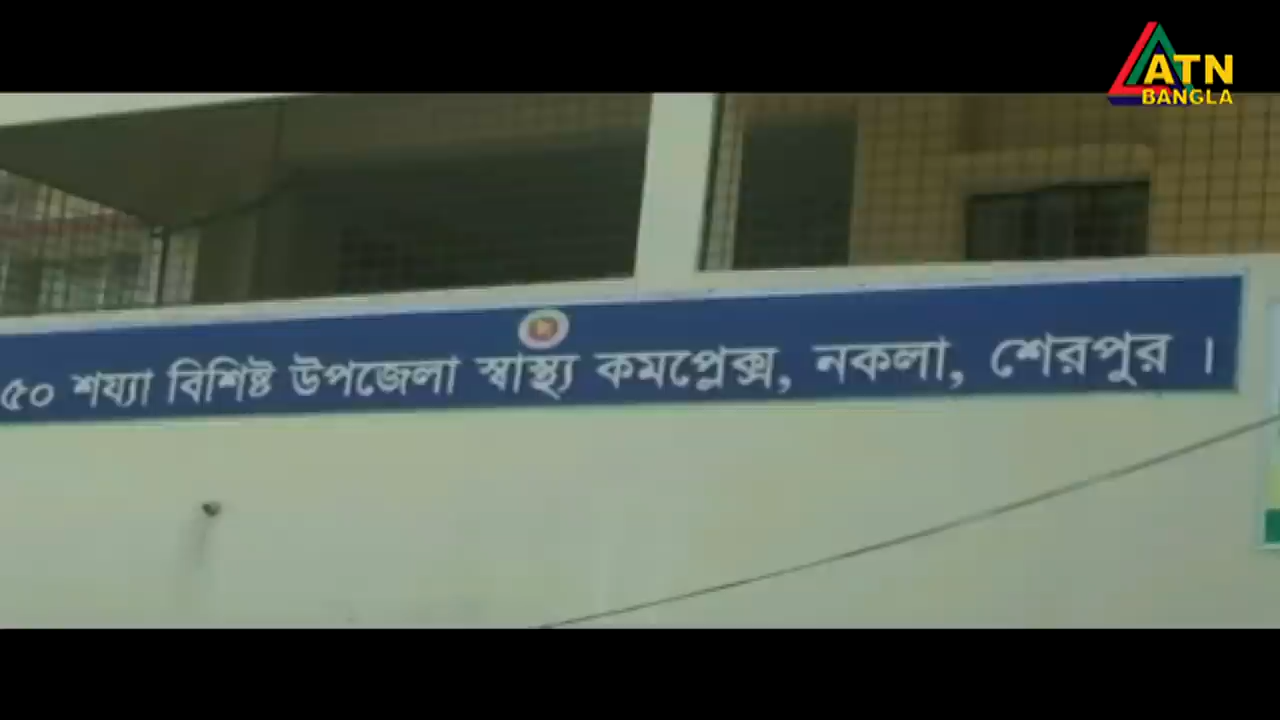 ATN
BANGLA
৫০ শয্যা বিশিষ্ট উপজেলা স্বাস্থ্য কমপ্লেক্স, নকলা, শেরপুর ।